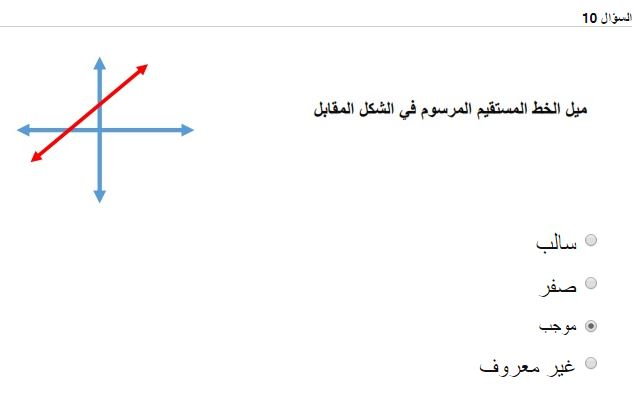 السؤال 10
ميل الخط المستقيم المرسوم في الشكل المقابل
سالب
صفر
موجب
غير معروف